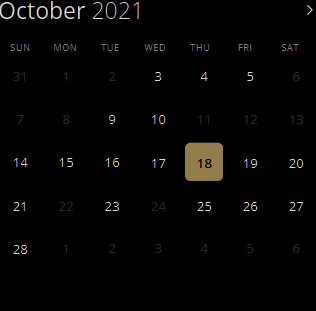 October 2021 >
SUN MON TUE WED THU FRI SAT
31 1 2 3 4 5 6
7 8 9 10 11 12 13
14 15 16 17 18 19 20
21 22 23 24 25 26 27
28 1 2 3 4 5 6